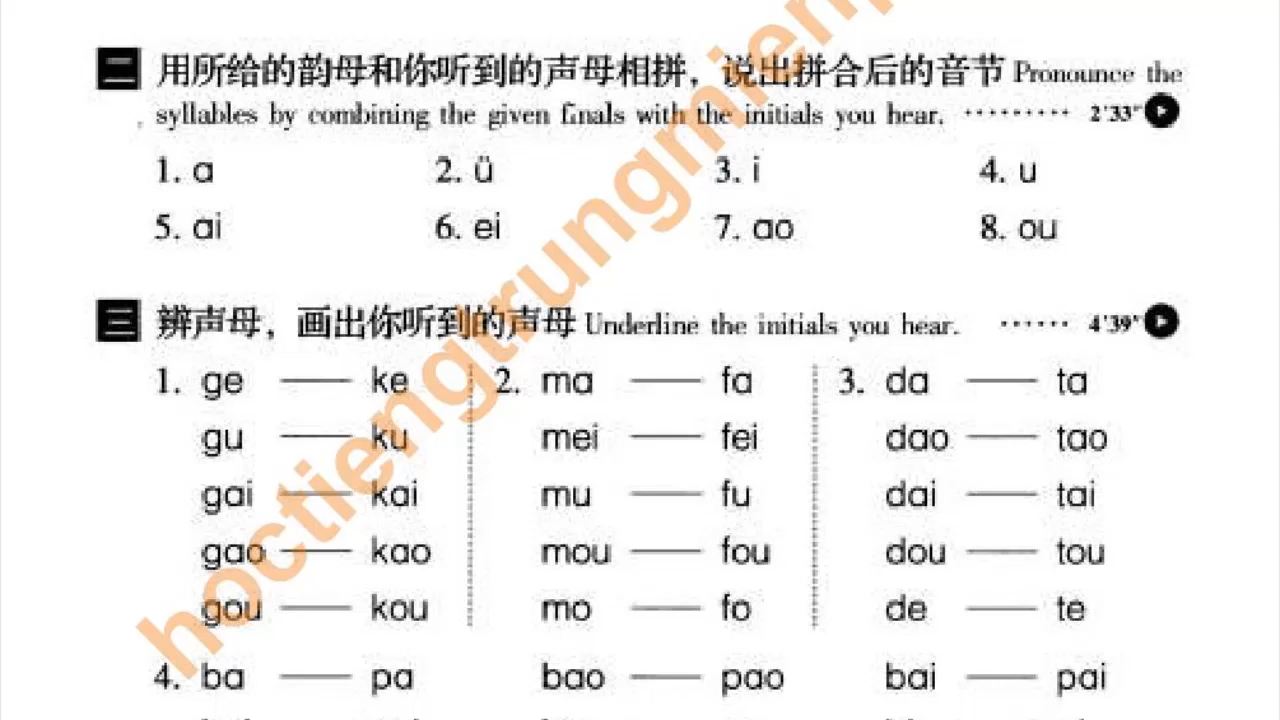 二 用所给的韵母和你听到的声母相拼，说出拼合后的音节 Pronounce the
syllables by combining the given finals with the initials you hear. ········· 2'33"
1. a 2. ü 3. i 4. u
5. ai 6. ei 7. ao 8. ou
三 辨声母，画出你听到的声母 Underline the initials you hear. ······ 4'39"
1. ge —— ke 2. ma —— fa 3. da —— ta
gu —— ku mei —— fei dao —— tao
gai —— kai mu —— fu dai —— tai
gao —— kao mou —— fou dou —— tou
gou —— kou mo —— fo de —— te
4. ba —— pa bao —— pao bai —— pai
hoctiengtrungmien